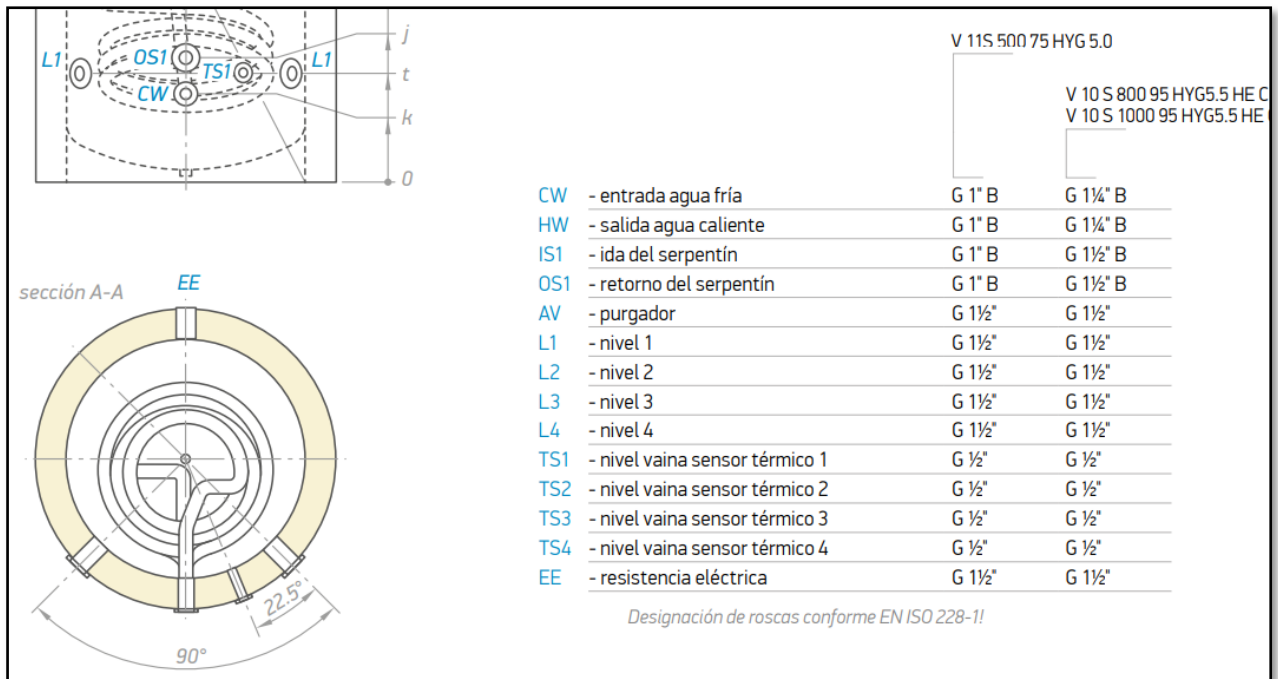 j
L1 OS1 TS1 L1
t
CW
k
0
V 11S 500 75 HYG 5.0
V 10 S 800 95 HYG5.5 HE C
V 10 S 1000 95 HYG5.5 HE
CW - entrada agua fría G 1" B G 1¼" B
HW - salida agua caliente G 1" B G 1¼" B
IS1 - ida del serpentín G 1" B G 1½" B
OS1 - retorno del serpentín G 1" B G 1½" B
AV - purgador G 1½" G 1½"
L1 - nivel 1 G 1½" G 1½"
L2 - nivel 2 G 1½" G 1½"
L3 - nivel 3 G 1½" G 1½"
L4 - nivel 4 G 1½" G 1½"
TS1 - nivel vaina sensor térmico 1 G ½" G ½"
TS2 - nivel vaina sensor térmico 2 G ½" G ½"
TS3 - nivel vaina sensor térmico 3 G ½" G ½"
TS4 - nivel vaina sensor térmico 4 G ½" G ½"
EE - resistencia eléctrica G 1½" G 1½"
Designación de roscas conforme EN ISO 228-1!
sección A-A
EE
22.5°
90°